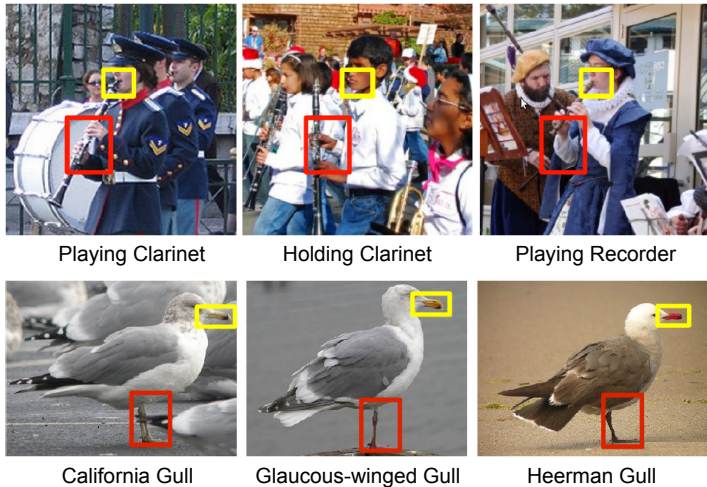 Playing Clarinet
Holding Clarinet
Playing Recorder
California Gull
Glaucous-winged Gull
Heerman Gull